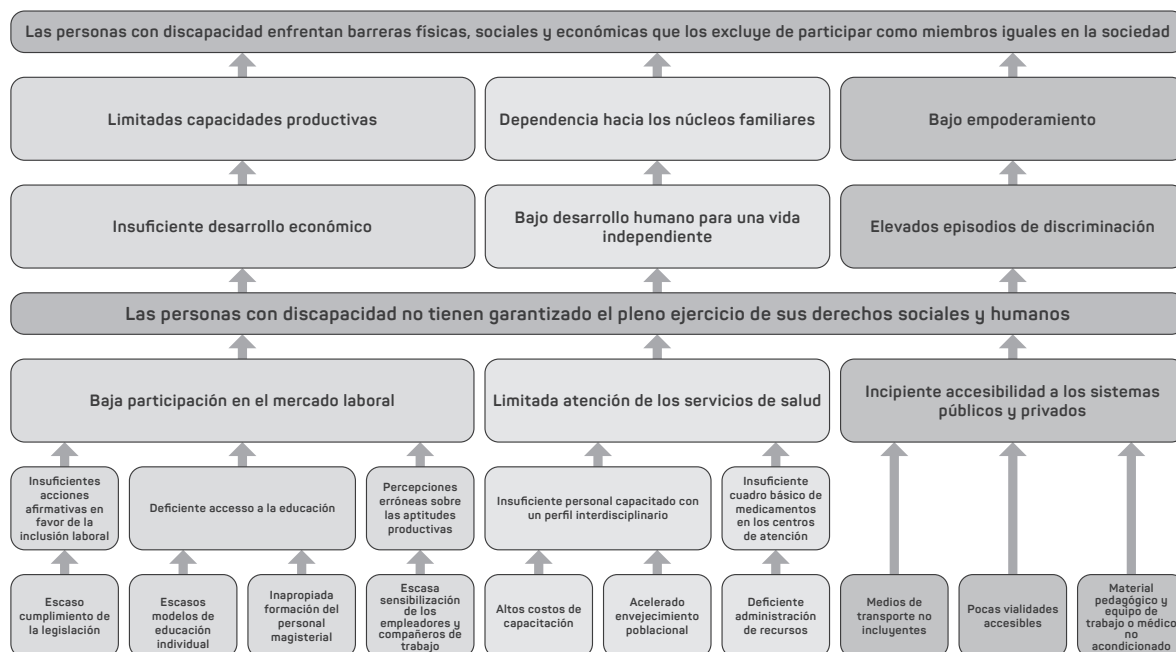 Las personas con discapacidad enfrentan barreras físicas, sociales y económicas que los excluye de participar como miembros iguales en la sociedad
Limitadas capacidades productivas
Dependencia hacia los núcleos familiares
Bajo empoderamiento
Insuficiente desarrollo económico
Bajo desarrollo humano para una vida
independiente
Elevados episodios de discriminación
Las personas con discapacidad no tienen garantizado el pleno ejercicio de sus derechos sociales y humanos
Baja participación en el mercado laboral
Limitada atención de los servicios de salud
Incipiente accesibilidad a los sistemas
públicos y privados
Insuficientes
acciones
afirmativas en
favor de la
inclusión laboral
Deficiente accesso a la educación
Percepciones
erróneas sobre
las aptitudes
productivas
Insuficiente personal capacitado con
un perfil interdisciplinario
Insuficiente
cuadro básico de
medicamentos
en los centros
de atención
Escaso
cumplimiento de
la legislación
Escasos
modelos de
educación
individual
Inapropiada
formación del
personal
magisterial
Escasa
sensibilización
de los
empleadores y
compañeros de
trabajo
Altos costos de
capacitación
Acelerado
envejecimiento
poblacional
Deficiente
administración
de recursos
Medios de
transporte no
incluyentes
Pocas vialidades
accesibles
Material
pedagógico y
equipo de
trabajo o médico
no
acondicionado